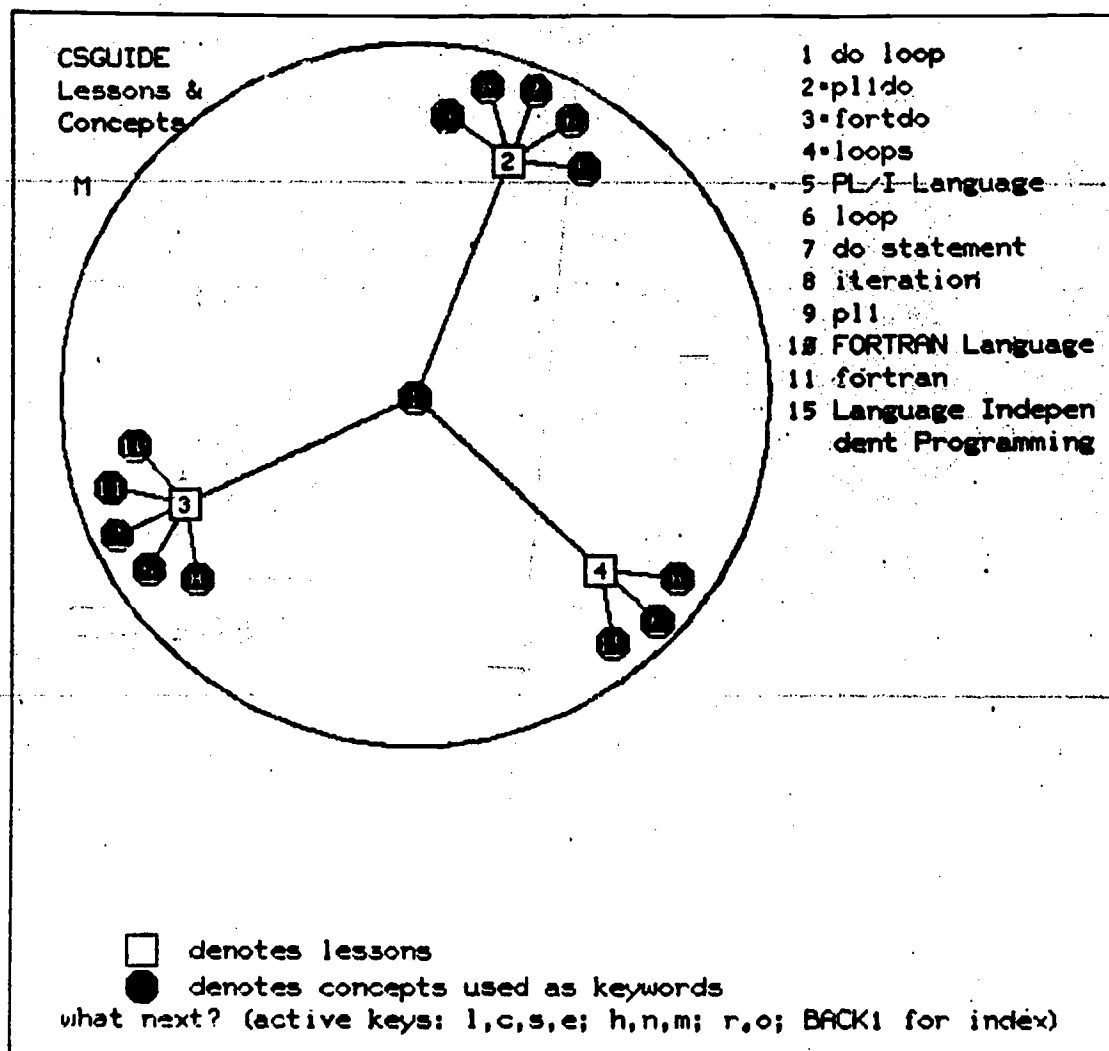 CSGUIDE
Lessons &
Concepts
M
1 do loop
2▪pl1do
3▪fortdo
4▪loops
5 PL/I Language
6 loop
7 do statement
8 iteration
9 pl1
10 FORTRAN Language
11 fortran
15 Language Indepen
dent Programming
2
3
4
denotes lessons
denotes concepts used as keywords
what next? (active keys: l,c,s,e; h,n,m; r,o; BACK1 for index)